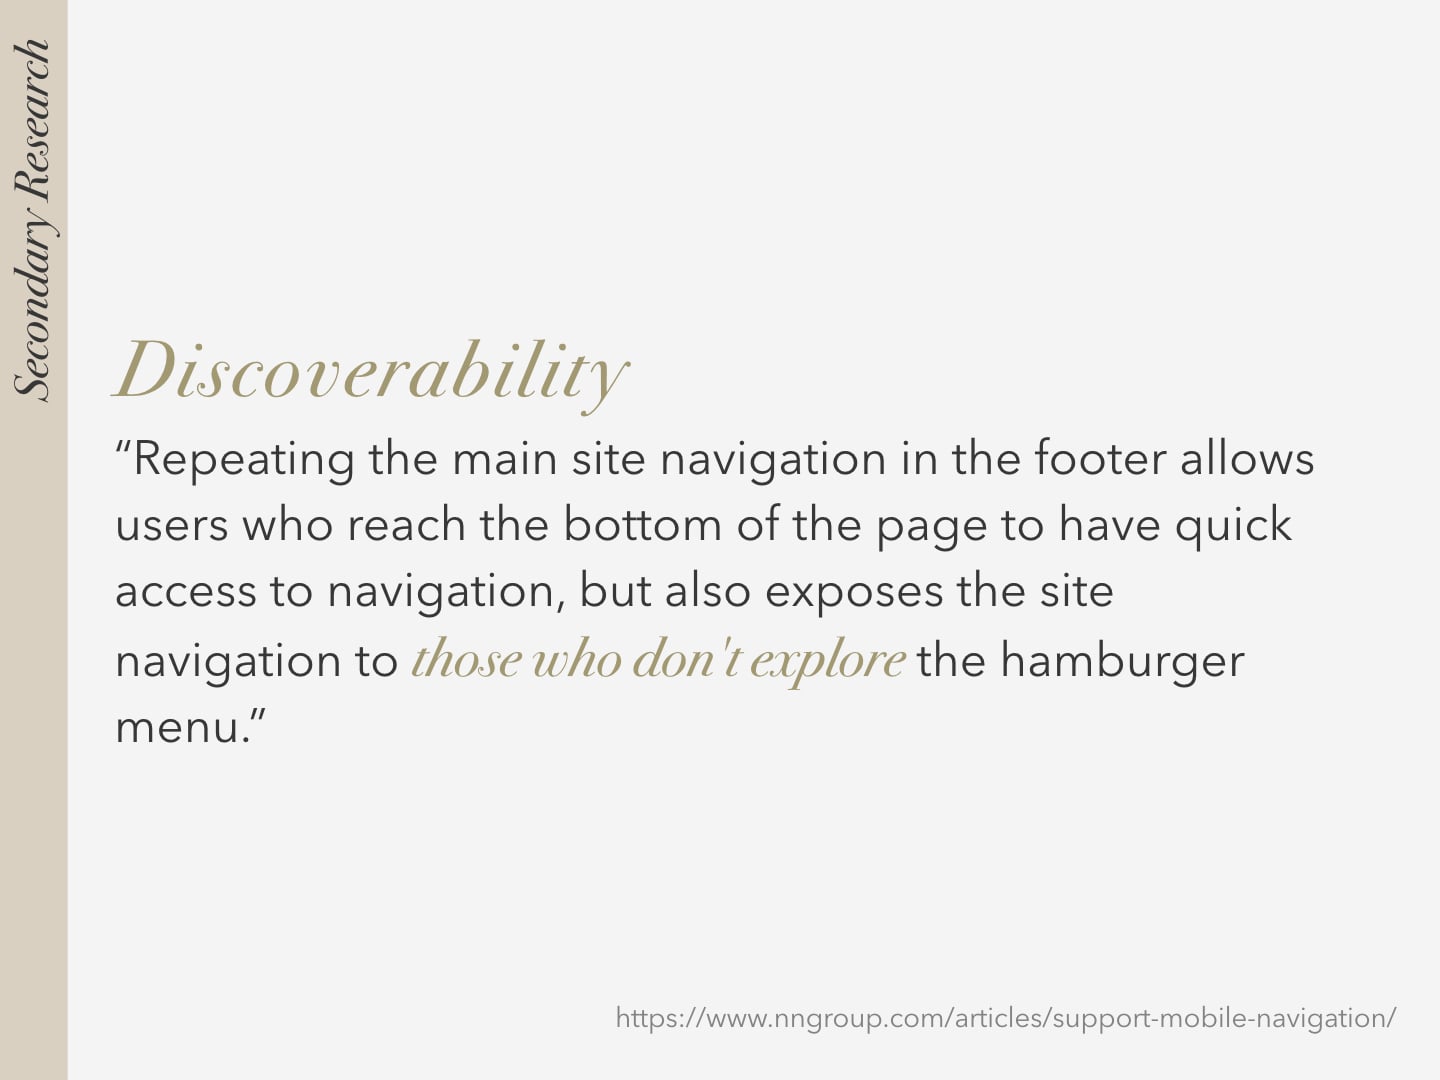 Secondary Research
Discoverability
“Repeating the main site navigation in the footer allows
users who reach the bottom of the page to have quick
access to navigation, but also exposes the site
navigation to those who don't explore the hamburger
menu.”
https://www.nngroup.com/articles/support-mobile-navigation/